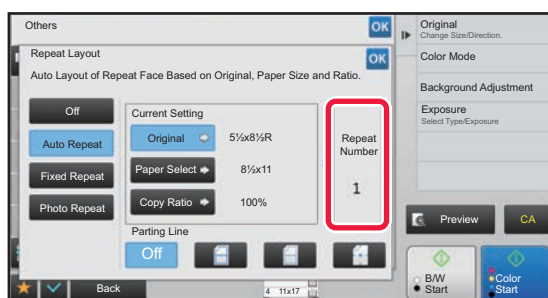 Others
OK
Repeat Layout
OK
Auto Layout of Repeat Face Based on Original, Paper Size and Ratio.
Off
Auto Repeat
Fixed Repeat
Photo Repeat
Current Setting
Original
5½x8½R
Paper Select
8½x11
Copy Ratio
100%
Repeat
Number
1
Parting Line
Off
Back
4 11x17
Original
Change Size/Direction.
Color Mode
Background Adjustment
Exposure
Select Type/Exposure
Preview
CA
B/W
Start
Color
Start